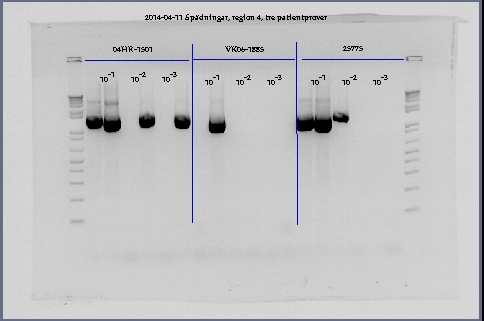 2014-04-11 Spädningar, region 4, tre patientprover
04HR-1501 VK06-1885 25775
10-1 10-2 10-3 10-1 10-2 10-3 10-1 10-2 10-3